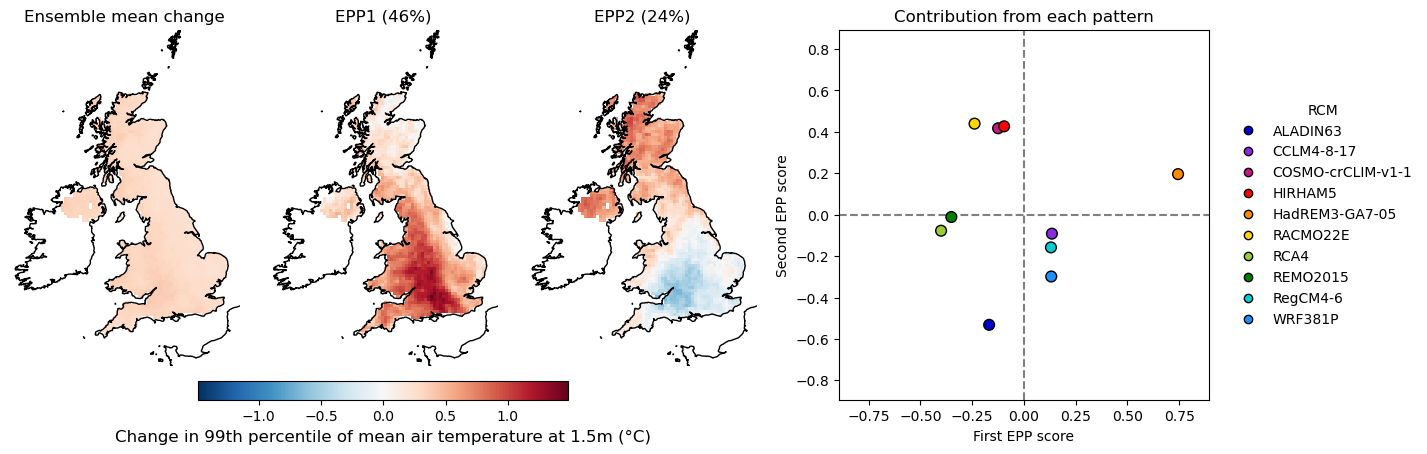 Ensemble mean change
EPP1 (46%)
EPP2 (24%)
−1.0
−0.5
0.0
0.5
1.0
Change in 99th percentile of mean air temperature at 1.5m (°C)
Contribution from each pattern
Second EPP score
0.8
0.6
0.4
0.2
0.0
−0.2
−0.4
−0.6
−0.8
−0.75
−0.50
−0.25
0.00
0.25
0.50
0.75
First EPP score
RCM
ALADIN63
CCLM4-8-17
COSMO-crCLIM-v1-1
HIRHAM5
HadREM3-GA7-05
RACMO22E
RCA4
REMO2015
RegCM4-6
WRF381P